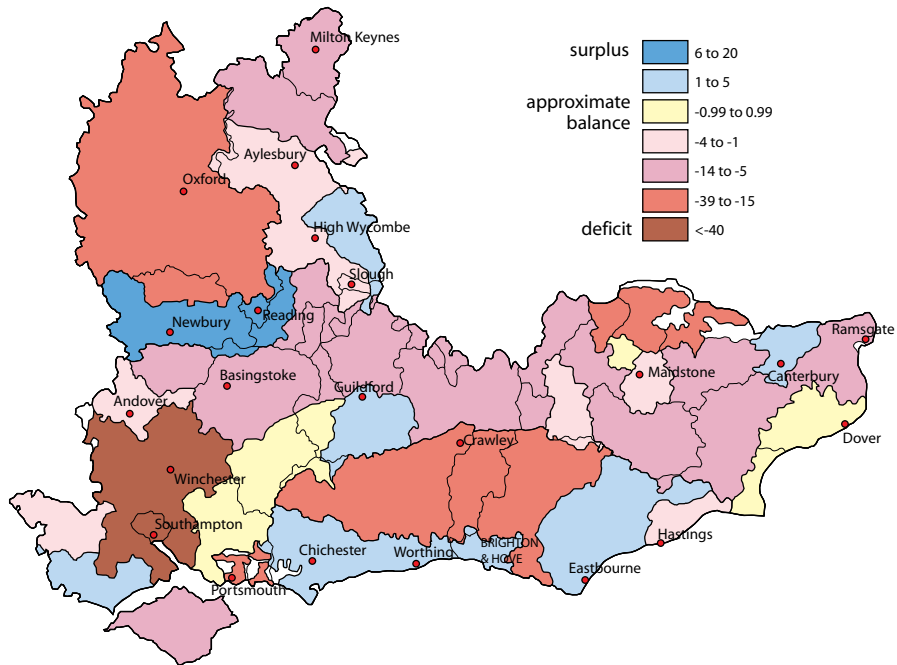 Milton Keynes
surplus
6 to 20
1 to 5
approximate
balance
-0.99 to 0.99
-4 to -1
-14 to -5
-39 to -15
deficit
<-40
Aylesbury
Oxford
High Wycombe
Slough
Reading
Newbury
Ramsgate
Basingstoke
Maidstone
Canterbury
Guildford
Andover
Dover
Crawley
Winchester
Southampton
Hastings
BRIGHTON
& HOVE
Chichester
Worthing
Eastbourne
Portsmouth